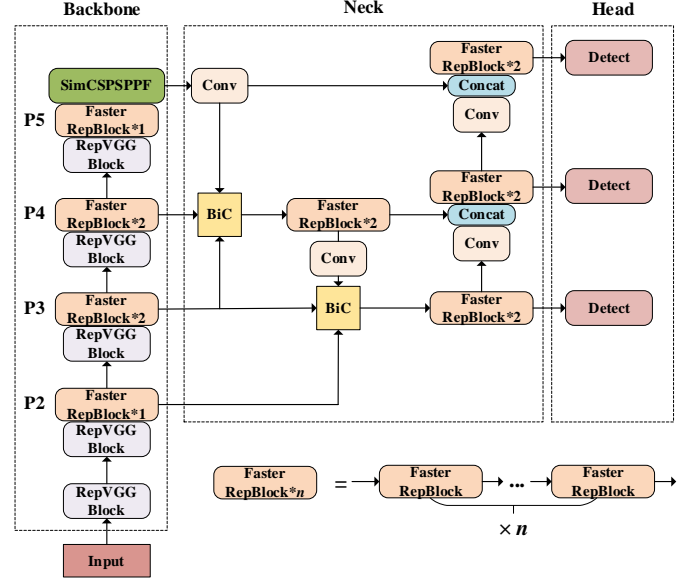 Backbone
Neck
Head
SimCSPSPPF
Conv
Faster
RepBlock*2
Concat
Conv
Detect
P5
Faster
RepBlock*1
RepVGG
Block
P4
Faster
RepBlock*2
BiC
Faster
RepBlock*2
Faster
RepBlock*2
Concat
Detect
RepVGG
Block
Conv
Conv
P3
Faster
RepBlock*2
BiC
Faster
RepBlock*2
Detect
RepVGG
Block
P2
Faster
RepBlock*1
RepVGG
Block
RepVGG
Block
Input
Faster
RepBlock*n
=
Faster
RepBlock
...
Faster
RepBlock
× n